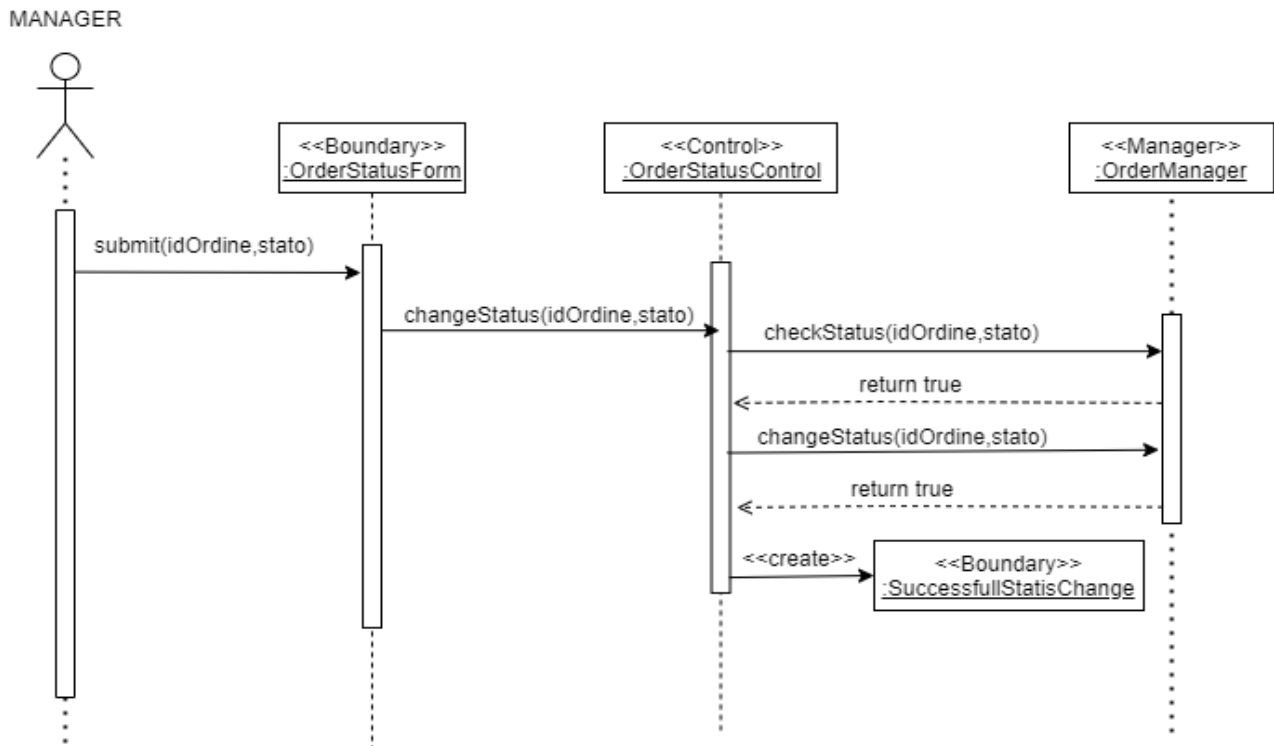 MANAGER
<<Boundary>>
:OrderStatusForm
<<Control>>
:OrderStatusControl
<<Manager>>
:OrderManager
submit(idOrdine,stato)
changeStatus(idOrdine,stato)
checkStatus(idOrdine,stato)
return true
changeStatus(idOrdine,stato)
return true
<<create>>
<<Boundary>>
:SuccessfullStatisChange